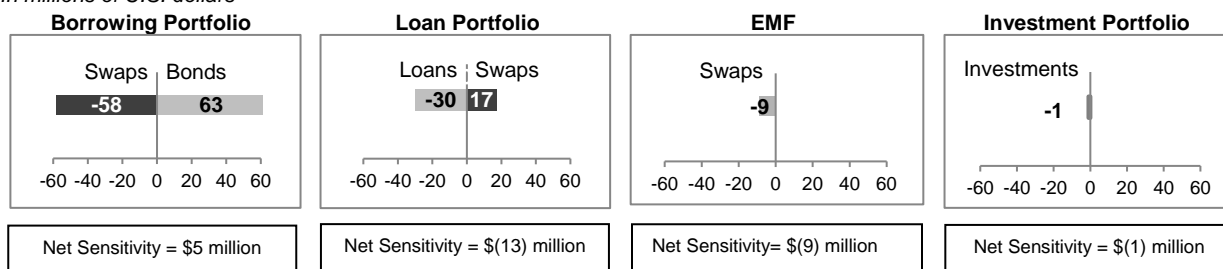 In millions of U.S. dollars
Borrowing Portfolio
Swaps Bonds
-58 63
-60 -40 -20 0 20 40 60
Net Sensitivity = $5 million
Loan Portfolio
Loans Swaps
-30 17
-60 -40 -20 0 20 40 60
Net Sensitivity = $(13) million
EMF
Swaps
-9
-60 -40 -20 0 20 40 60
Net Sensitivity= $(9) million
Investment Portfolio
Investments
-1
-60 -40 -20 0 20 40 60
Net Sensitivity = $(1) million